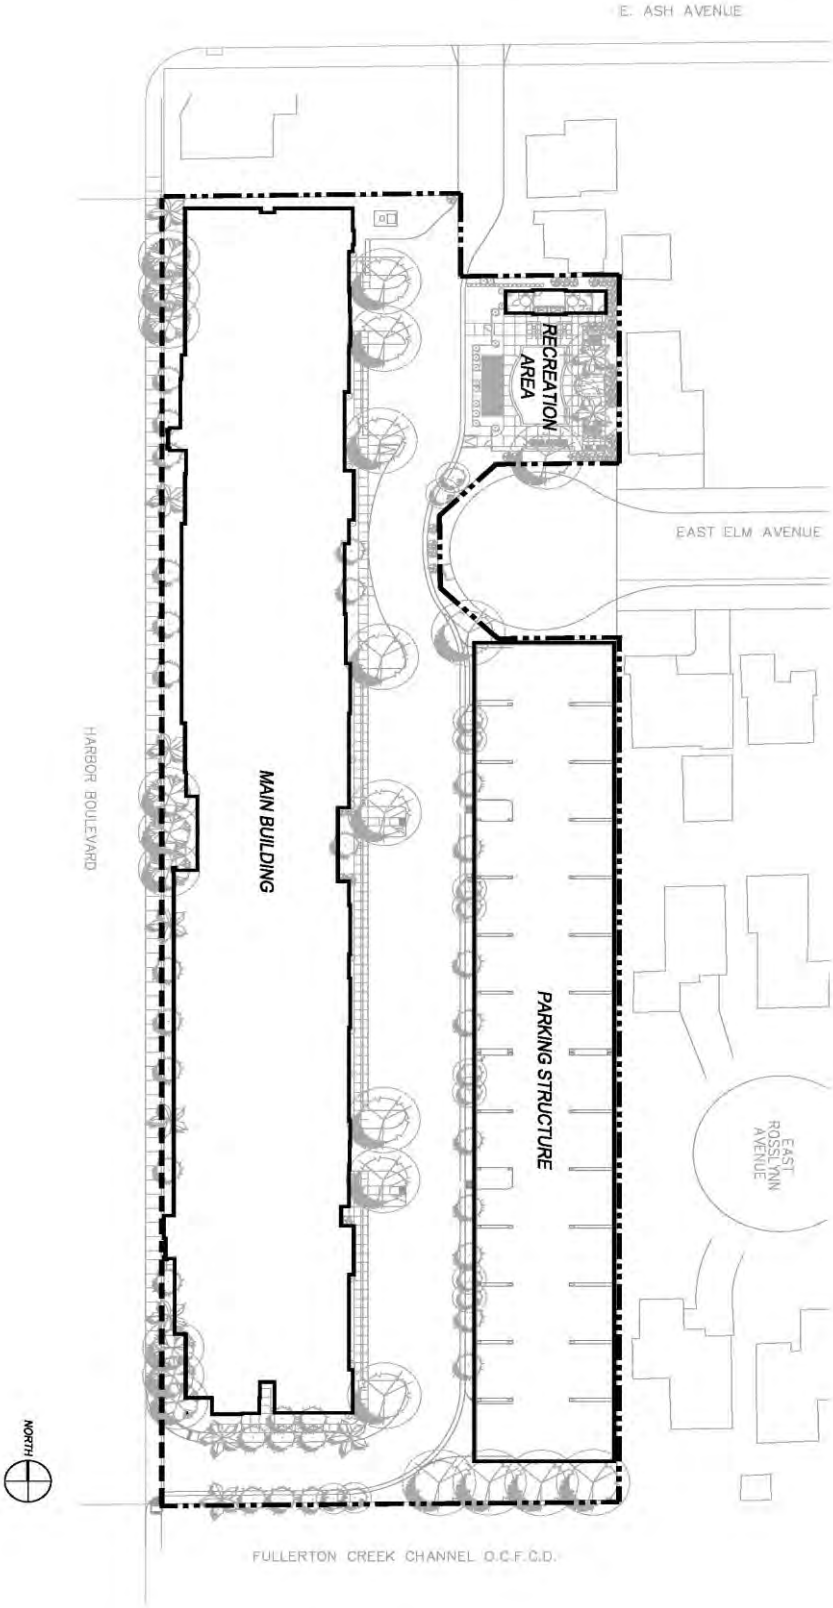 E. ASH AVENUE
RECREATION
AREA
EAST ELM AVENUE
HARBOR BOULEVARD
MAIN BUILDING
PARKING STRUCTURE
EAST
ROSSLYNN
AVENUE
NORTH
FULLERTON CREEK CHANNEL O.C.F.C.D.